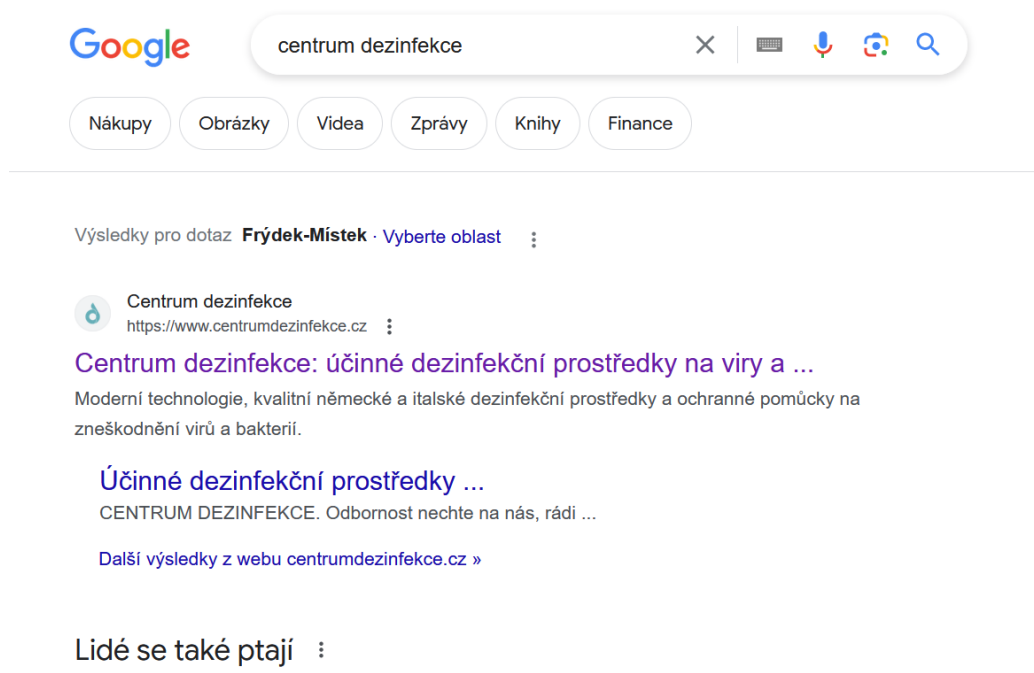 Google
centrum dezinfekce
Nákupy Obrázky Videa Zprávy Knihy Finance
Výsledky pro dotaz Frýdek-Místek · Vyberte oblast
Centrum dezinfekce
https://www.centrumdezinfekce.cz
Centrum dezinfekce: účinné dezinfekční prostředky na viry a ...
Moderní technologie, kvalitní německé a italské dezinfekční prostředky a ochranné pomůcky na
zneškodnění virů a bakterií.
Účinné dezinfekční prostředky ...
CENTRUM DEZINFEKCE. Odbornost nechte na nás, rádi ...
Další výsledky z webu centrumdezinfekce.cz »
Lidé se také ptají